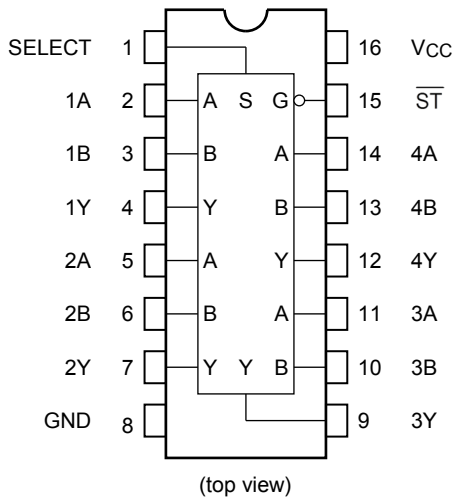 SELECT 1 16 VCC
1A 2 A S G 15 ST
1B 3 B A 14 4A
1Y 4 Y B 13 4B
2A 5 A Y 12 4Y
2B 6 B A 11 3A
2Y 7 Y Y B 10 3B
GND 8 9 3Y
(top view)